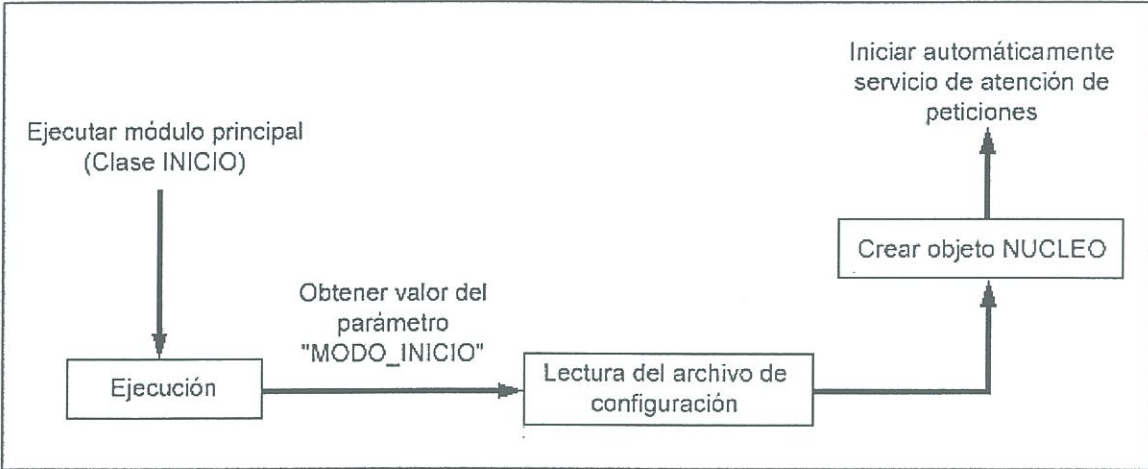 Ejecutar módulo principal
(Clase INICIO)
Ejecución
Obtener valor del
parámetro
"MODO_INICIO"
Lectura del archivo de
configuración
Crear objeto NUCLEO
Iniciar automáticamente
servicio de atención de
peticiones